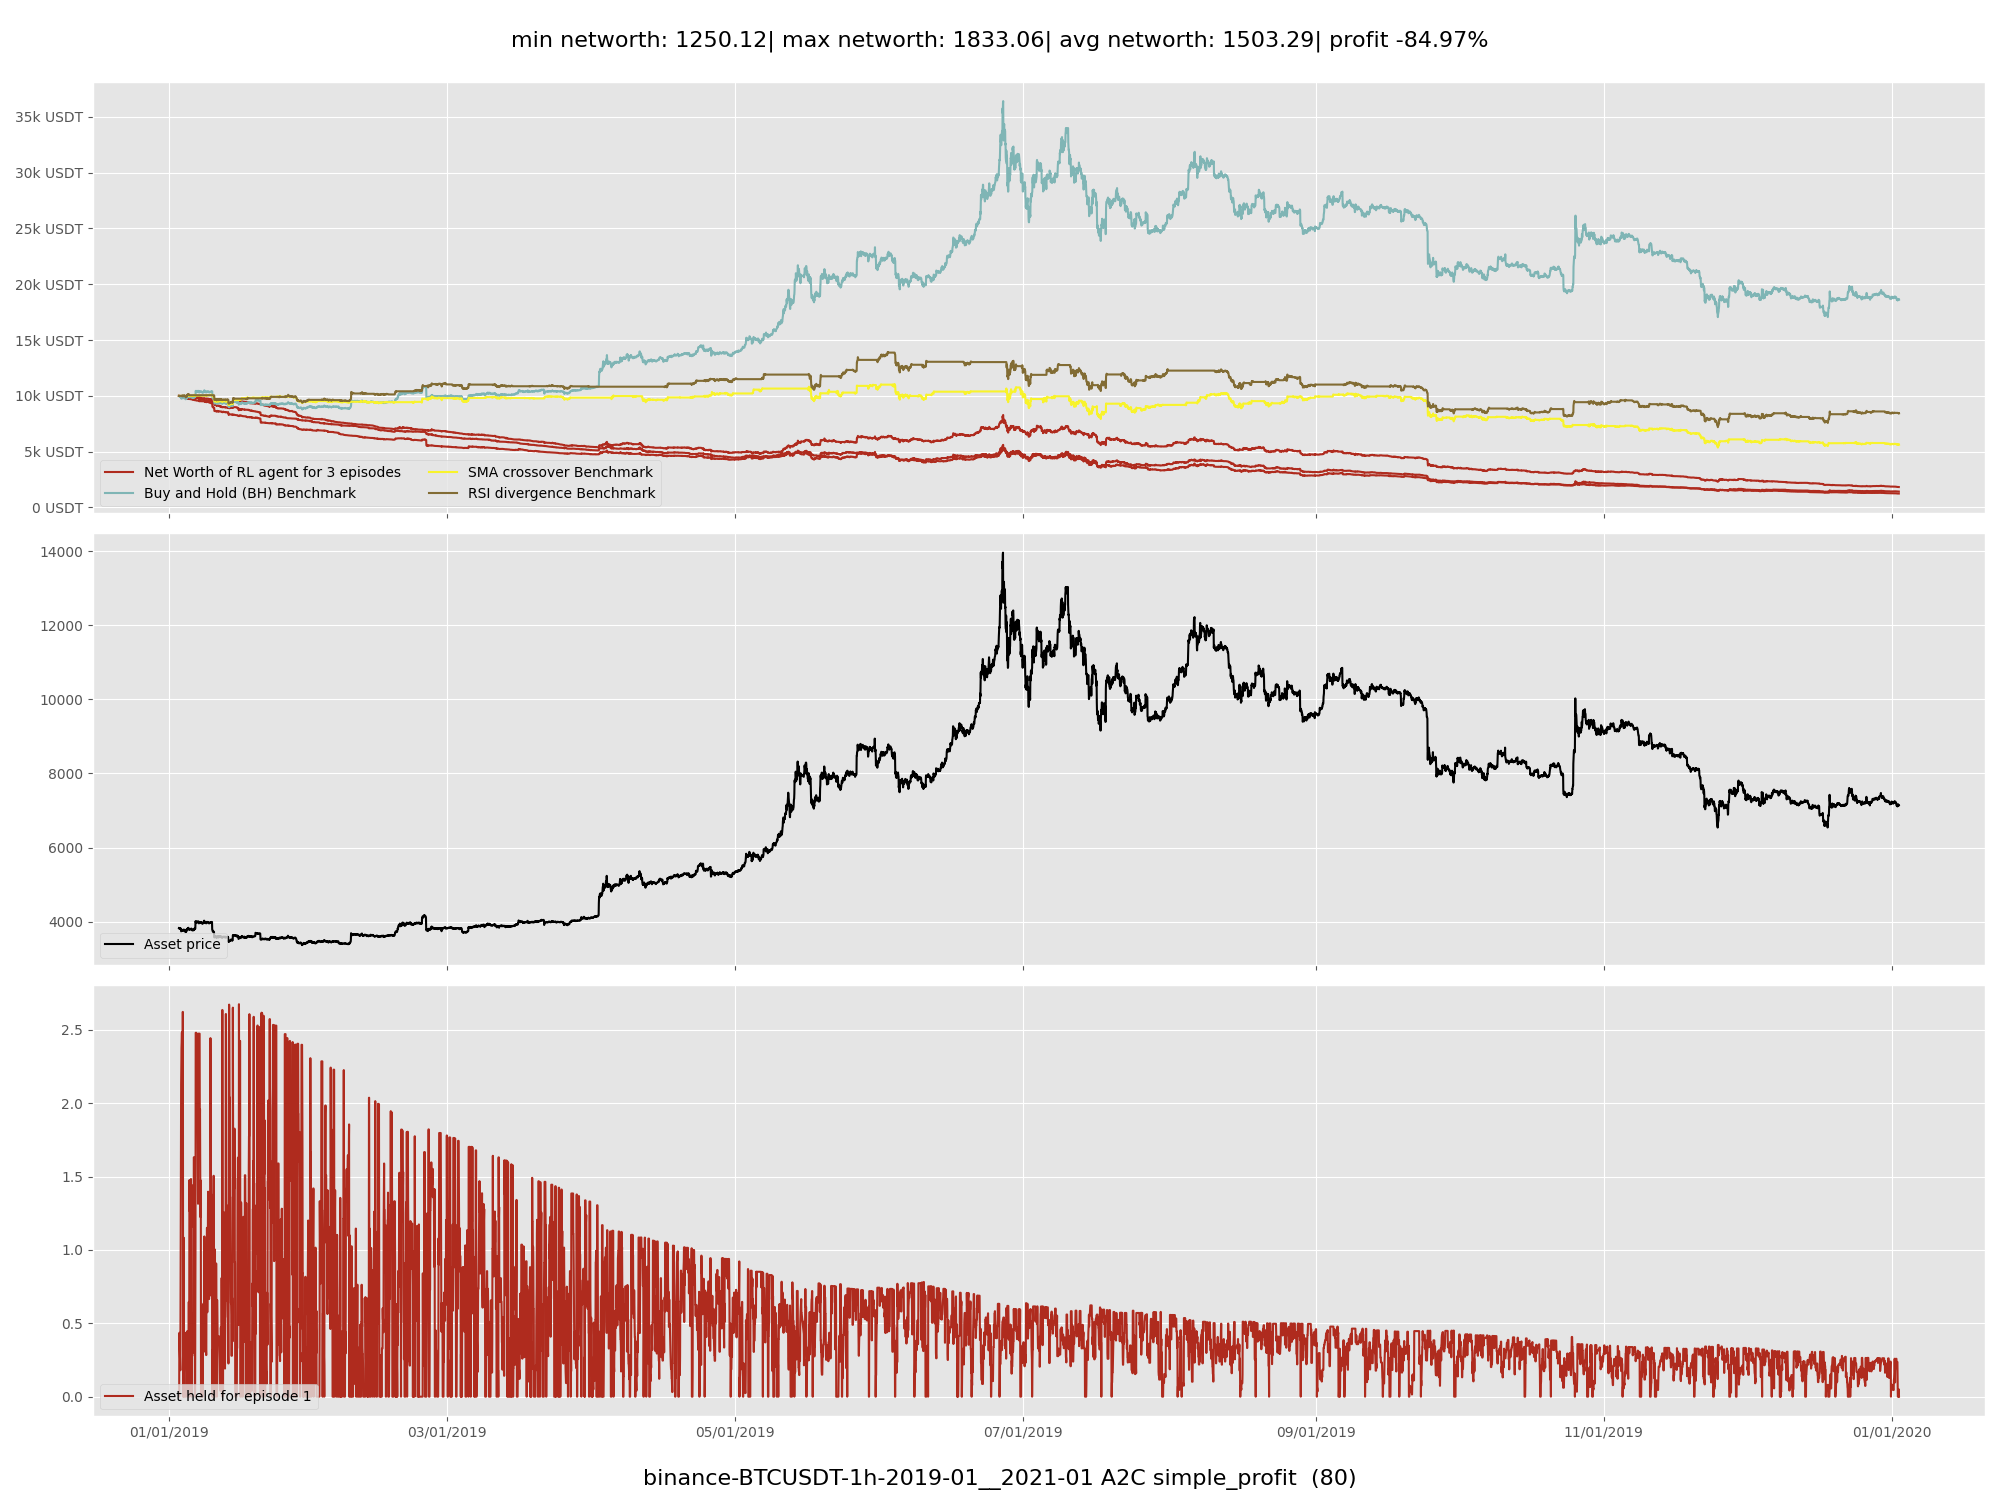 min networth: 1250.12| max networth: 1833.06| avg networth: 1503.29| profit -84.97%
35k USDT
30k USDT
25k USDT
20k USDT
15k USDT
10k USDT
5k USDT
0 USDT
Net Worth of RL agent for 3 episodes
Buy and Hold (BH) Benchmark
SMA crossover Benchmark
RSI divergence Benchmark
14000
12000
10000
8000
6000
4000
Asset price
2.5
2.0
1.5
1.0
0.5
0.0
Asset held for episode 1
01/01/2019 03/01/2019 05/01/2019 07/01/2019 09/01/2019 11/01/2019 01/01/2020
binance-BTCUSDT-1h-2019-01__2021-01 A2C simple_profit (80)